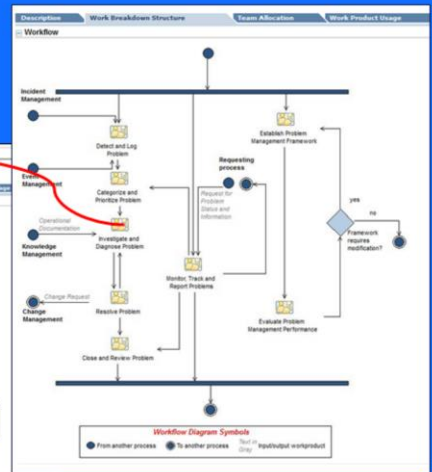 Description
Work Breakdown Structure
Team Allocation
Work Product Usage
Workflow
Incident
Management
Detect and Log
Problem
Establish Problem
Management Framework
Requesting
process
Event
Management
Categorize and
Prioritize Problem
Request for
Problem
Status and
Information
yes
no
Operational
Documentation
Knowledge
Management
Investigate and
Diagnose Problem
Framework
requires
modification?
Monitor, Track and
Report Problems
Change Request
Change
Management
Resolve Problem
Evaluate Problem
Management Performance
Close and Review Problem
Workflow Diagram Symbols
From another process
To another process
Text in
Gray
Input/output workproduct